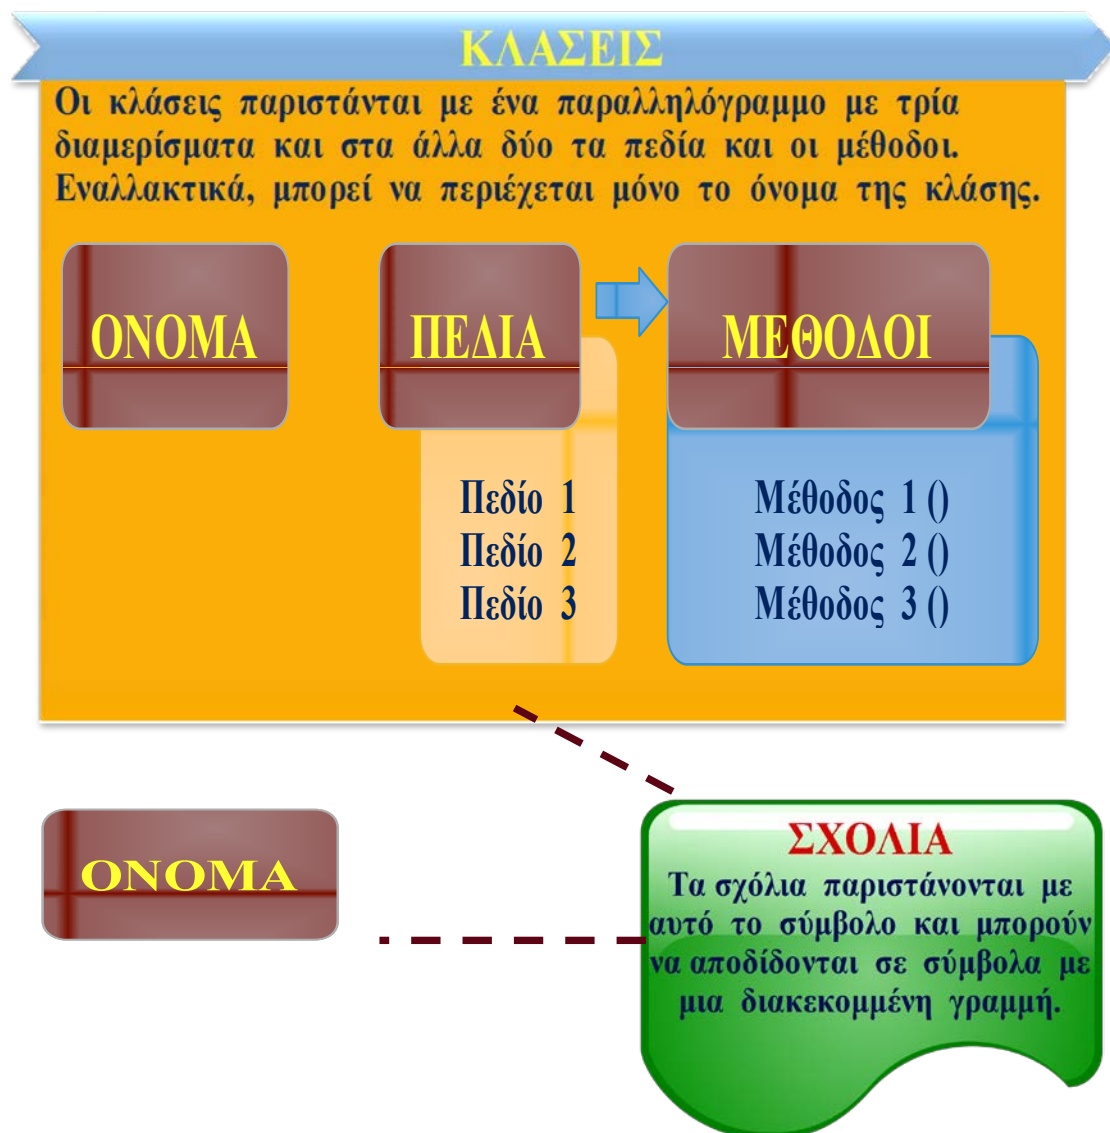 ΚΛΑΣΕΙΣ
Οι κλάσεις παριστάνται με ένα παραλληλόγραμμο με τρία
διαμερίσματα και στα άλλα δύο τα πεδία και οι μέθοδοι.
Εναλλακτικά, μπορεί να περιέχεται μόνο το όνομα της κλάσης.
ΟΝΟΜΑ
ΠΕΔΙΑ
ΜΕΘΟΔΟΙ
Πεδίο 1
Πεδίο 2
Πεδίο 3
Μέθοδος 1 ()
Μέθοδος 2 ()
Μέθοδος 3 ()
ΟΝΟΜΑ
ΣΧΟΛΙΑ
Τα σχόλια παριστάνονται με
αυτό το σύμβολο και μπορούν
να αποδίδονται σε σύμβολα με
μια διακεκομμένη γραμμή.